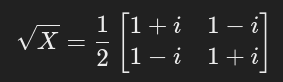 √X = 1/2 [1 + i  1 − i]
[1 − i  1 + i]